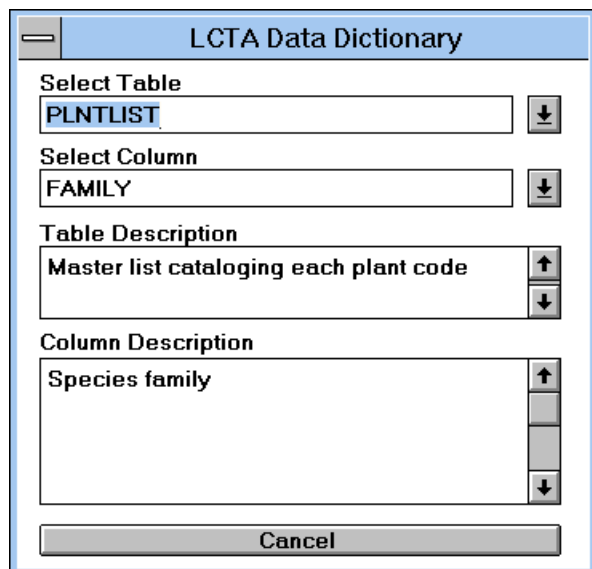 LCTA Data Dictionary
Select Table
PLNTLIST
Select Column
FAMILY
Table Description
Master list cataloging each plant code
Column Description
Species family
Cancel